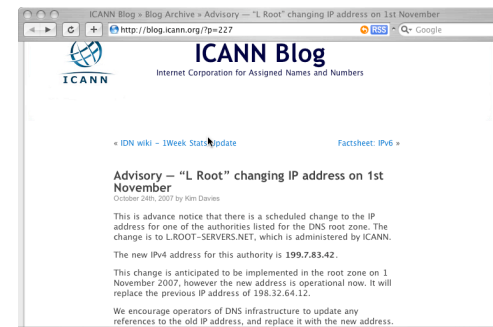 ICANN Blog » Blog Archive » Advisory — “L Root” changing IP address on 1st November
http://blog.icann.org/?p=227 RSS Google
ICANN
ICANN Blog
Internet Corporation for Assigned Names and Numbers
« IDN wiki – 1Week Stats Update Factsheet: IPv6 »
Advisory — “L Root” changing IP address on 1st
November
October 24th, 2007 by Kim Davies
This is advance notice that there is a scheduled change to the IP
address for one of the authorities listed for the DNS root zone. The
change is to L.ROOT-SERVERS.NET, which is administered by ICANN.
The new IPv4 address for this authority is 199.7.83.42.
This change is anticipated to be implemented in the root zone on 1
November 2007, however the new address is operational now. It will
replace the previous IP address of 198.32.64.12.
We encourage operators of DNS infrastructure to update any
references to the old IP address, and replace it with the new address.